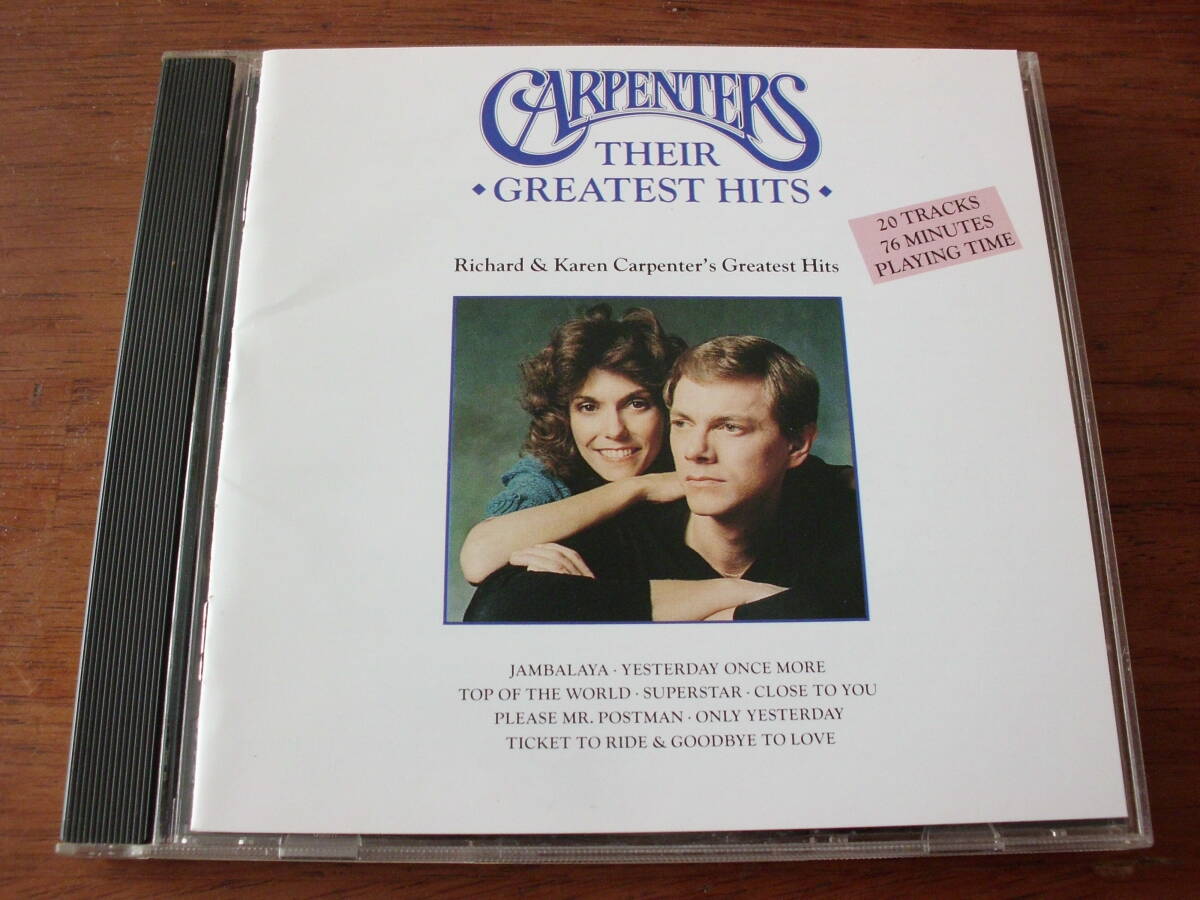 CARPENTERS
THEIR
◆ GREATEST HITS ◆
20 TRACKS
76 MINUTES
PLAYING TIME
Richard & Karen Carpenter's Greatest Hits
JAMBALAYA · YESTERDAY ONCE MORE
TOP OF THE WORLD · SUPERSTAR · CLOSE TO YOU
PLEASE MR. POSTMAN · ONLY YESTERDAY
TICKET TO RIDE & GOODBYE TO LOVE